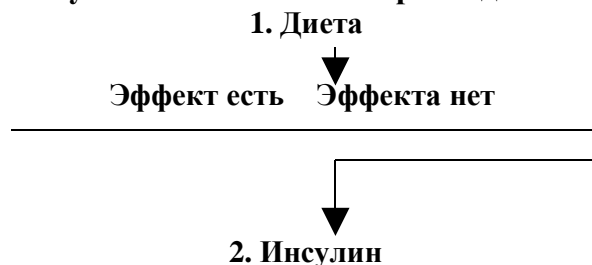 1. Диета
Эффект есть Эффекта нет
2. Инсулин